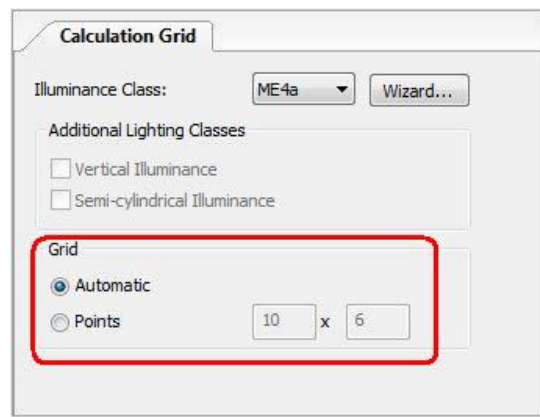 Calculation Grid
Illuminance Class: ME4a Wizard...
Additional Lighting Classes
Vertical Illuminance
Semi-cylindrical Illuminance
Grid
Automatic
Points 10 x 6